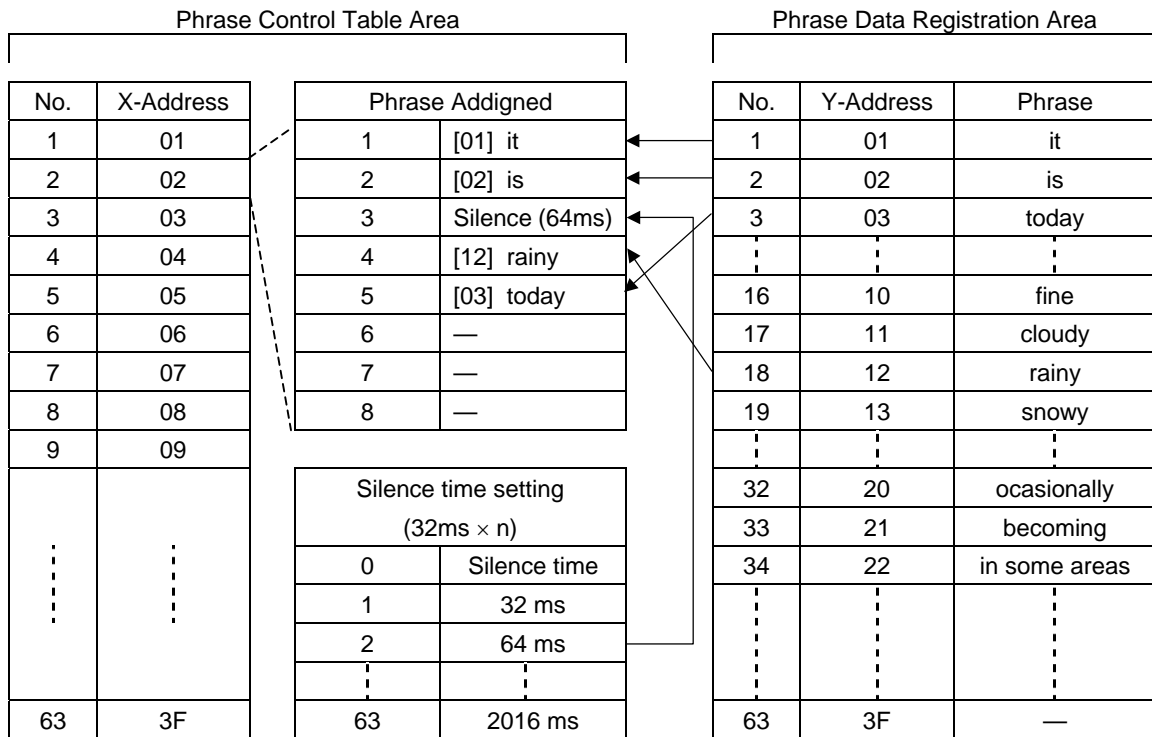 Phrase Control Table Area
No. X-Address
1 01
2 02
3 03
4 04
5 05
6 06
7 07
8 08
9 09
63 3F
Phrase Addigned
1 [01] it
2 [02] is
3 Silence (64ms)
4 [12] rainy
5 [03] today
6 —
7 —
8 —
Silence time setting
(32ms × n)
0 Silence time
1 32 ms
2 64 ms
63 2016 ms
Phrase Data Registration Area
No. Y-Address Phrase
1 01 it
2 02 is
3 03 today
16 10 fine
17 11 cloudy
18 12 rainy
19 13 snowy
32 20 ocasionally
33 21 becoming
34 22 in some areas
63 3F —